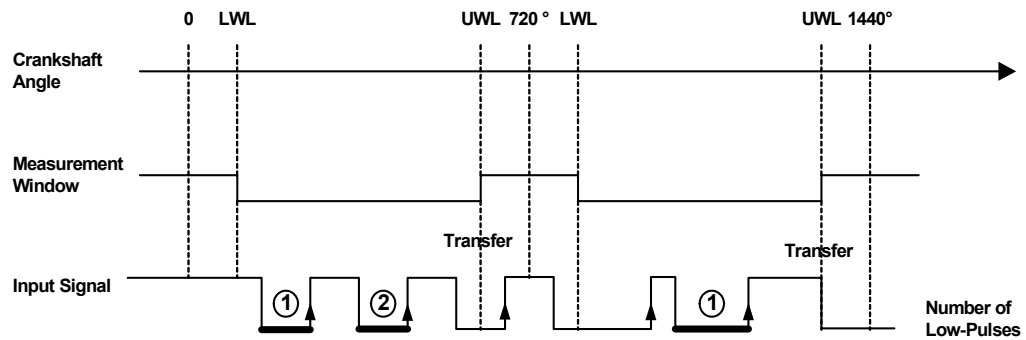 0 LWL UWL 720 ° LWL UWL 1440°
Crankshaft
Angle
Measurement
Window
Transfer Transfer
Input Signal 1 2 1
Number of
Low-Pulses